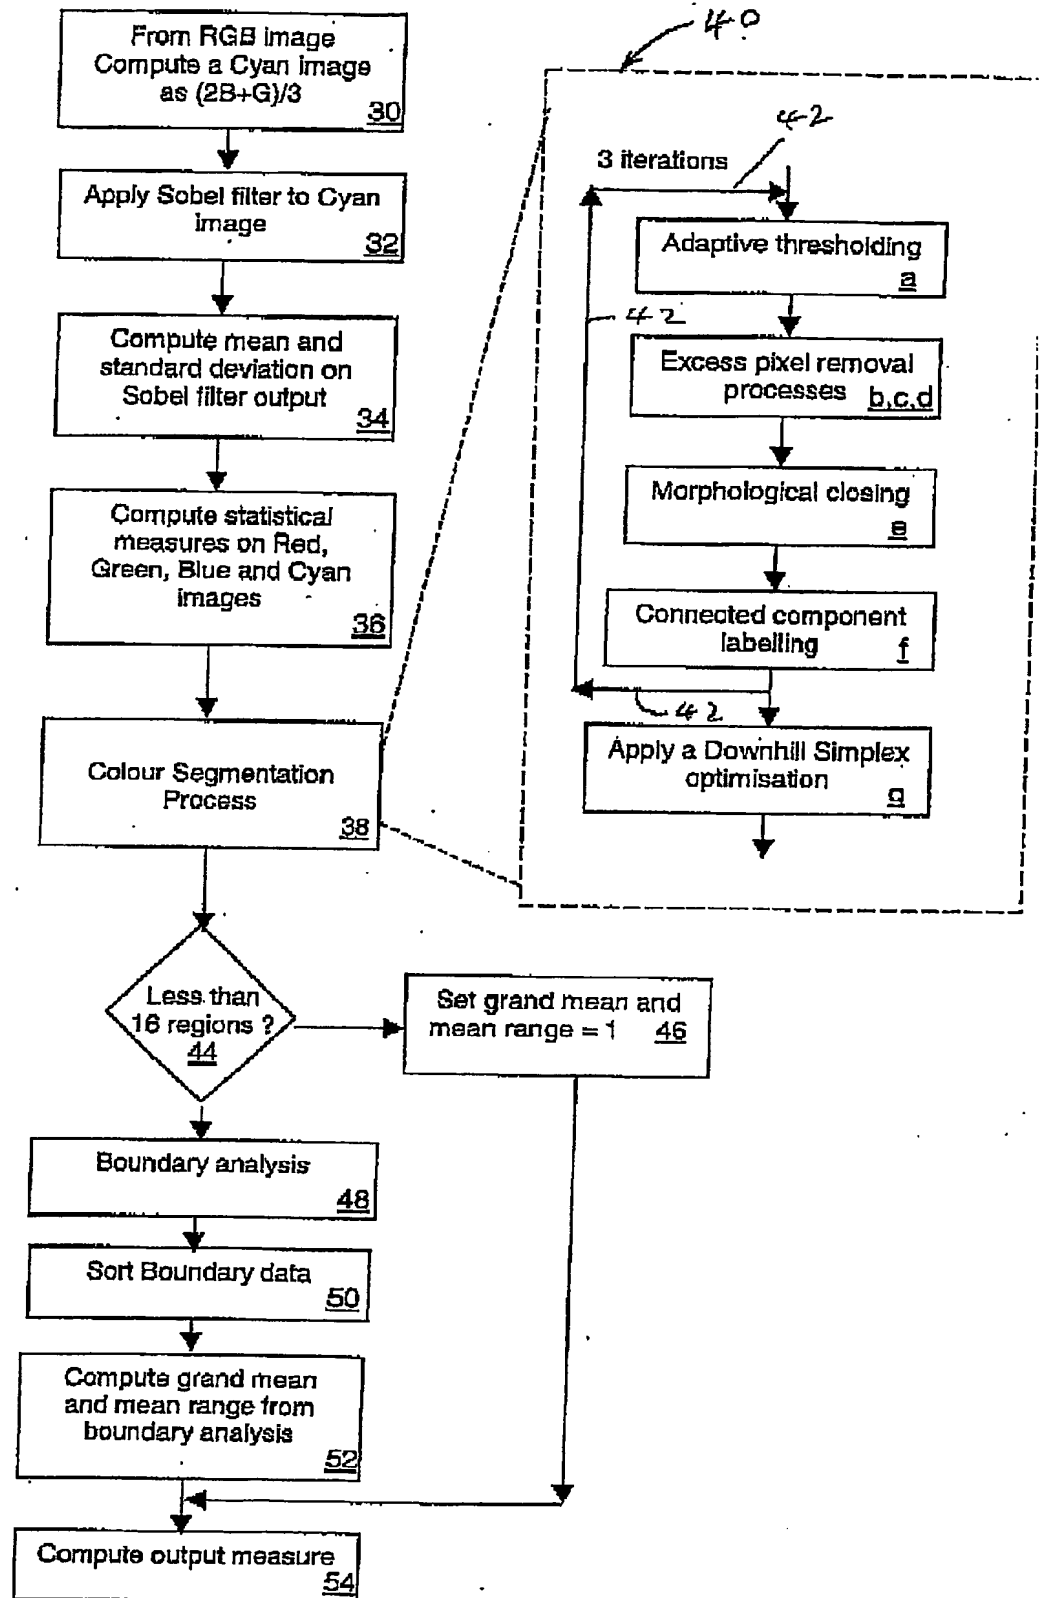 From RGB image
Compute a Cyan image
as (2B+G)/3
30
Apply Sobel filter to Cyan
image
32
Compute mean and
standard deviation on
Sobel filter output
34
Compute statistical
measures on Red,
Green, Blue and Cyan
images
36
Colour Segmentation
Process
38
40
42
3 iterations
Adaptive thresholding
a
42
Excess pixel removal
processes b,c,d
Morphological closing
e
Connected component
labelling f
42
Apply a Downhill Simplex
optimisation g
Less than
16 regions ?
44
Set grand mean and
mean range = 1 46
Boundary analysis
48
Sort Boundary data
50
Compute grand mean
and mean range from
boundary analysis
52
Compute output measure
54